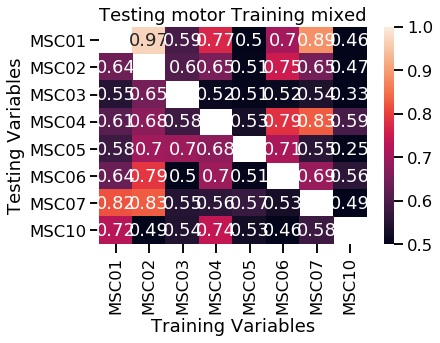 Testing motor Training mixed
MSC01 0.97 0.59 0.77 0.5 0.7 0.89 0.46
MSC02 0.64 0.6 0.65 0.51 0.75 0.65 0.47
MSC03 0.55 0.65 0.52 0.51 0.52 0.54 0.33
MSC04 0.61 0.68 0.58 0.53 0.79 0.83 0.59
MSC05 0.58 0.7 0.7 0.68 0.71 0.55 0.25
MSC06 0.64 0.79 0.5 0.7 0.51 0.69 0.56
MSC07 0.82 0.83 0.55 0.56 0.57 0.53 0.49
MSC10 0.72 0.49 0.54 0.74 0.53 0.46 0.58
MSC01 MSC02 MSC03 MSC04 MSC05 MSC06 MSC07 MSC10
Training Variables
Testing Variables
1.0
0.9
0.8
0.7
0.6
0.5